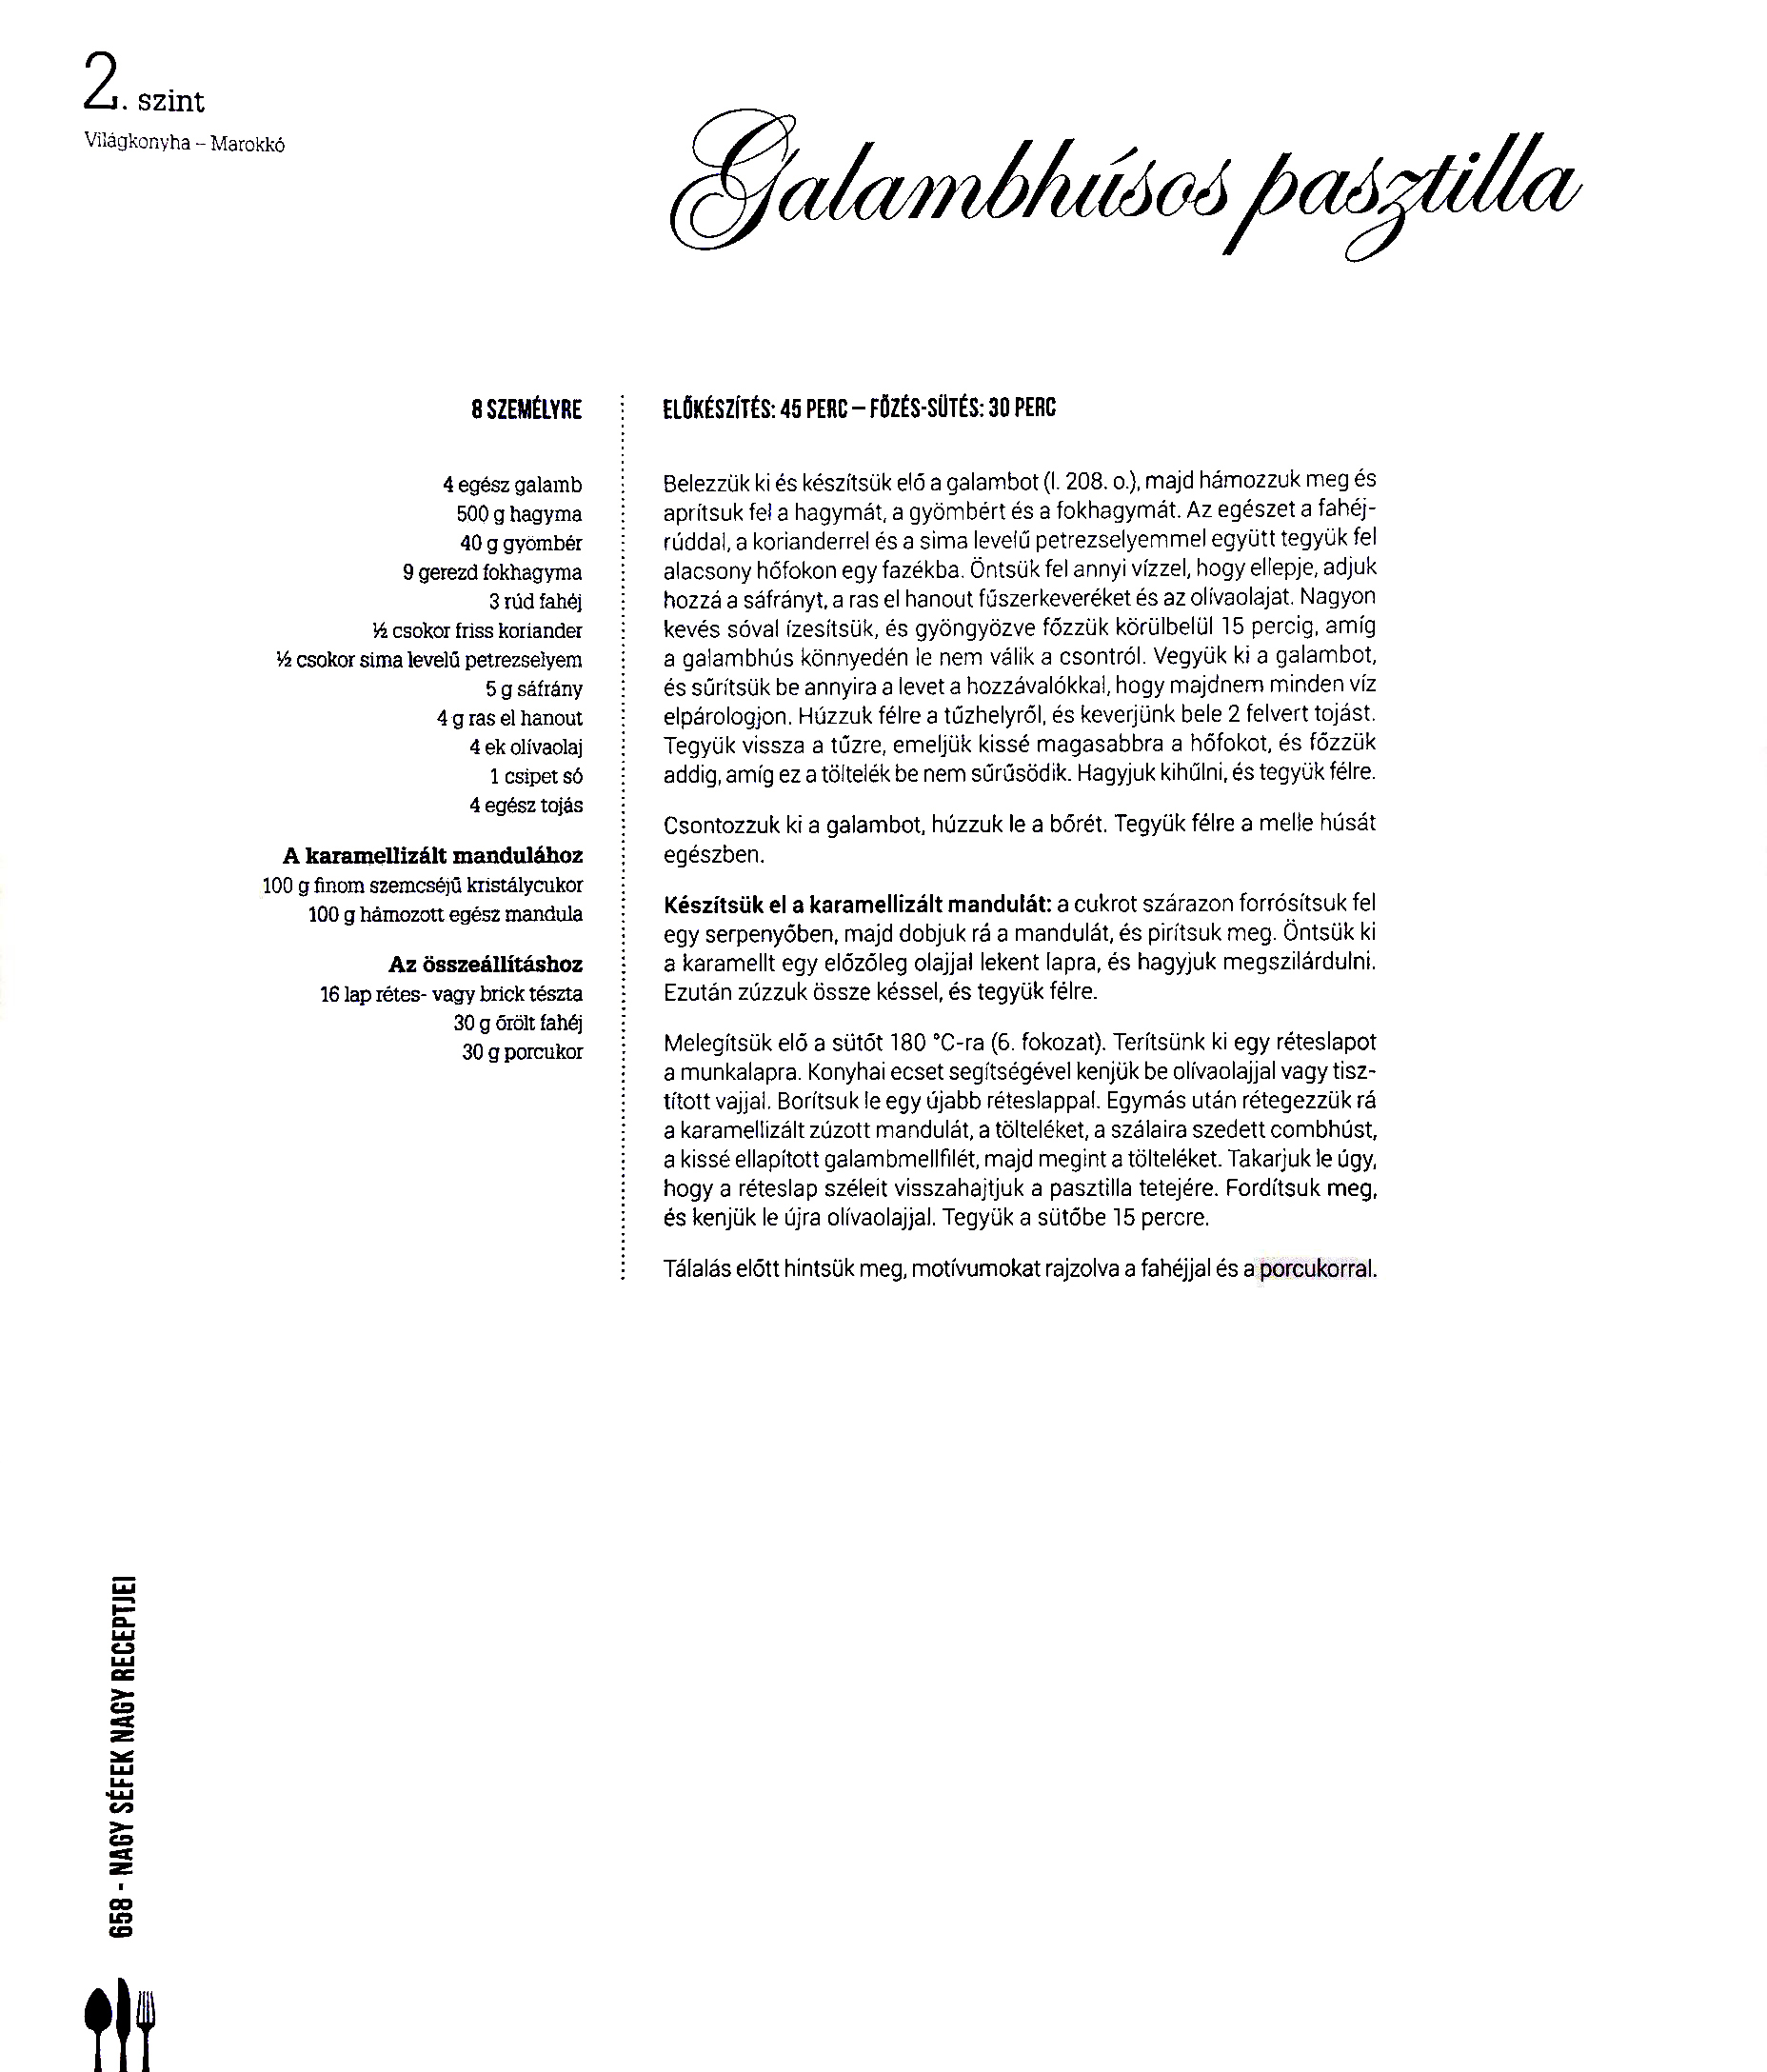 2. szint
Világkonyha – Marokkó
Galambhúsos pasztilla
8 SZEMÉLYRE
4 egész galamb
500 g hagyma
40 g gyömbér
9 gerezd fokhagyma
3 rúd fahéj
½ csokor friss koriander
½ csokor sima levelű petrezselyem
5 g sáfrány
4 g ras el hanout
4 ek olívaolaj
1 csipet só
4 egész tojás
A karamellizált mandulához
100 g finom szemcséjű kristálycukor
100 g hámozott egész mandula
Az összeállításhoz
16 lap rétes- vagy brick tészta
30 g őrölt fahéj
30 g porcukor
ELŐKÉSZÍTÉS: 45 PERC – FŐZÉS-SÜTÉS: 30 PERC
Belezzük ki és készítsük elő a galambot (l. 208. o.), majd hámozzuk meg és
aprítsuk fel a hagymát, a gyömbért és a fokhagymát. Az egészet a fahéj-
rúddal, a korianderrel és a sima levelű petrezselyemmel együtt tegyük fel
alacsony hőfokon egy fazékba. Öntsük fel annyi vízzel, hogy ellepje, adjuk
hozzá a sáfrányt, a ras el hanout fűszerkeveréket és az olívaolajat. Nagyon
kevés sóval ízesítsük, és gyöngyözve főzzük körülbelül 15 percig, amíg
a galambhús könnyedén le nem válik a csontról. Vegyük ki a galambot,
és sűrítsük be annyira a levet a hozzávalókkal, hogy majdnem minden víz
elpárologjon. Húzzuk félre a tűzhelyről, és keverjünk bele 2 felvert tojást.
Tegyük vissza a tűzre, emeljük kissé magasabbra a hőfokot, és főzzük
addig, amíg ez a töltelék be nem sűrűsödik. Hagyjuk kihűlni, és tegyük félre.
Csontozzuk ki a galambot, húzzuk le a bőrét. Tegyük félre a melle húsát
egészben.
Készítsük el a karamellizált mandulát: a cukrot szárazon forrósítsuk fel
egy serpenyőben, majd dobjuk rá a mandulát, és pirítsuk meg. Öntsük ki
a karamellt egy előzőleg olajjal lekent lapra, és hagyjuk megszilárdulni.
Ezután zúzzuk össze késsel, és tegyük félre.
Melegítsük elő a sütőt 180 °C-ra (6. fokozat). Terítsünk ki egy réteslapot
a munkalapra. Konyhai ecset segítségével kenjük be olívaolajjal vagy tisz-
tított vajjal. Borítsuk le egy újabb réteslappal. Egymás után rétegezzük rá
a karamellizált zúzott mandulát, a tölteléket, a szálaira szedett combhúst,
a kissé ellapított galambmellfilét, majd megint a tölteléket. Takarjuk le úgy,
hogy a réteslap széleit visszahajtjuk a pasztilla tetejére. Fordítsuk meg,
és kenjük le újra olívaolajjal. Tegyük a sütőbe 15 percre.
Tálalás előtt hintsük meg, motívumokat rajzolva a fahéjjal és a porcukorral.
658 - NAGY SÉFEK NAGY RECEPTJEI